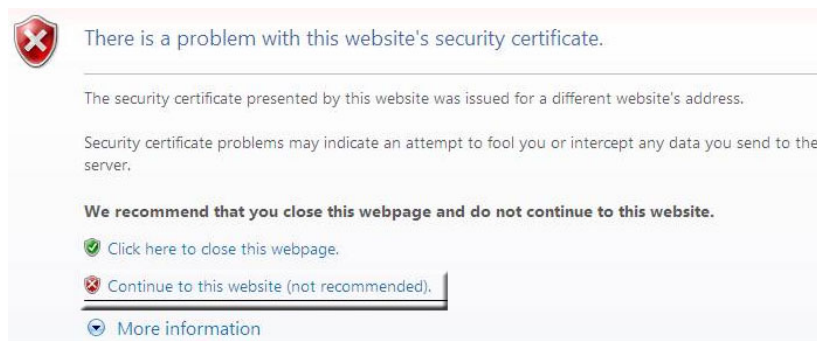 There is a problem with this website's security certificate.
The security certificate presented by this website was issued for a different website's address.
Security certificate problems may indicate an attempt to fool you or intercept any data you send to the
server.
We recommend that you close this webpage and do not continue to this website.
Click here to close this webpage.
Continue to this website (not recommended).
More information